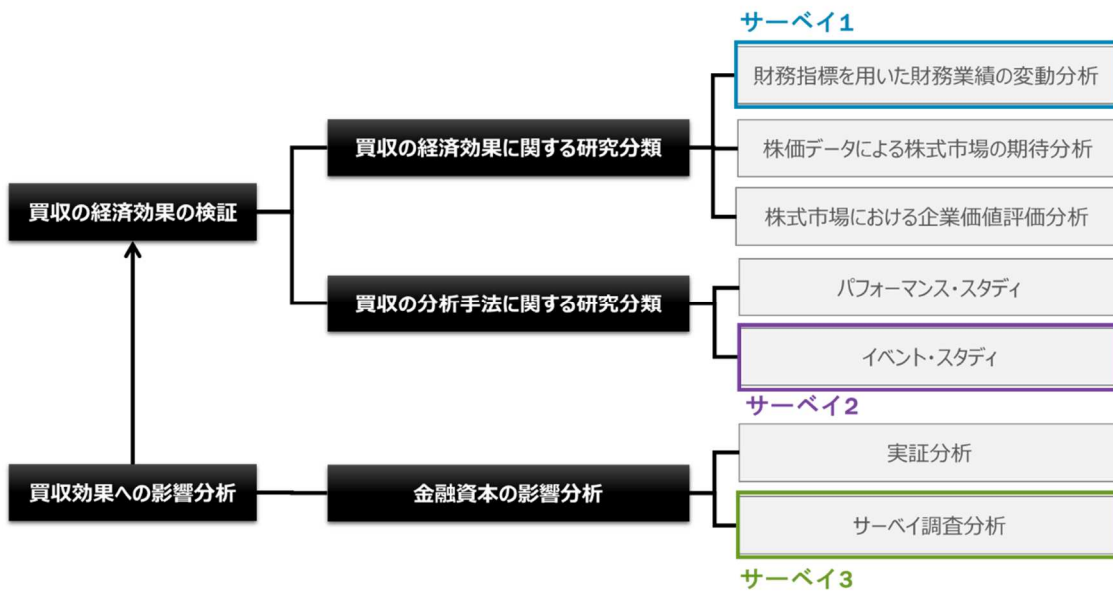 サーベイ1
財務指標を用いた財務業績の変動分析
買収の経済効果に関する研究分類
株価データによる株式市場の期待分析
買収の経済効果の検証
株式市場における企業価値評価分析
買収の分析手法に関する研究分類
パフォーマンス・スタディ
イベント・スタディ
サーベイ2
実証分析
買収効果への影響分析
金融資本の影響分析
サーベイ調査分析
サーベイ3